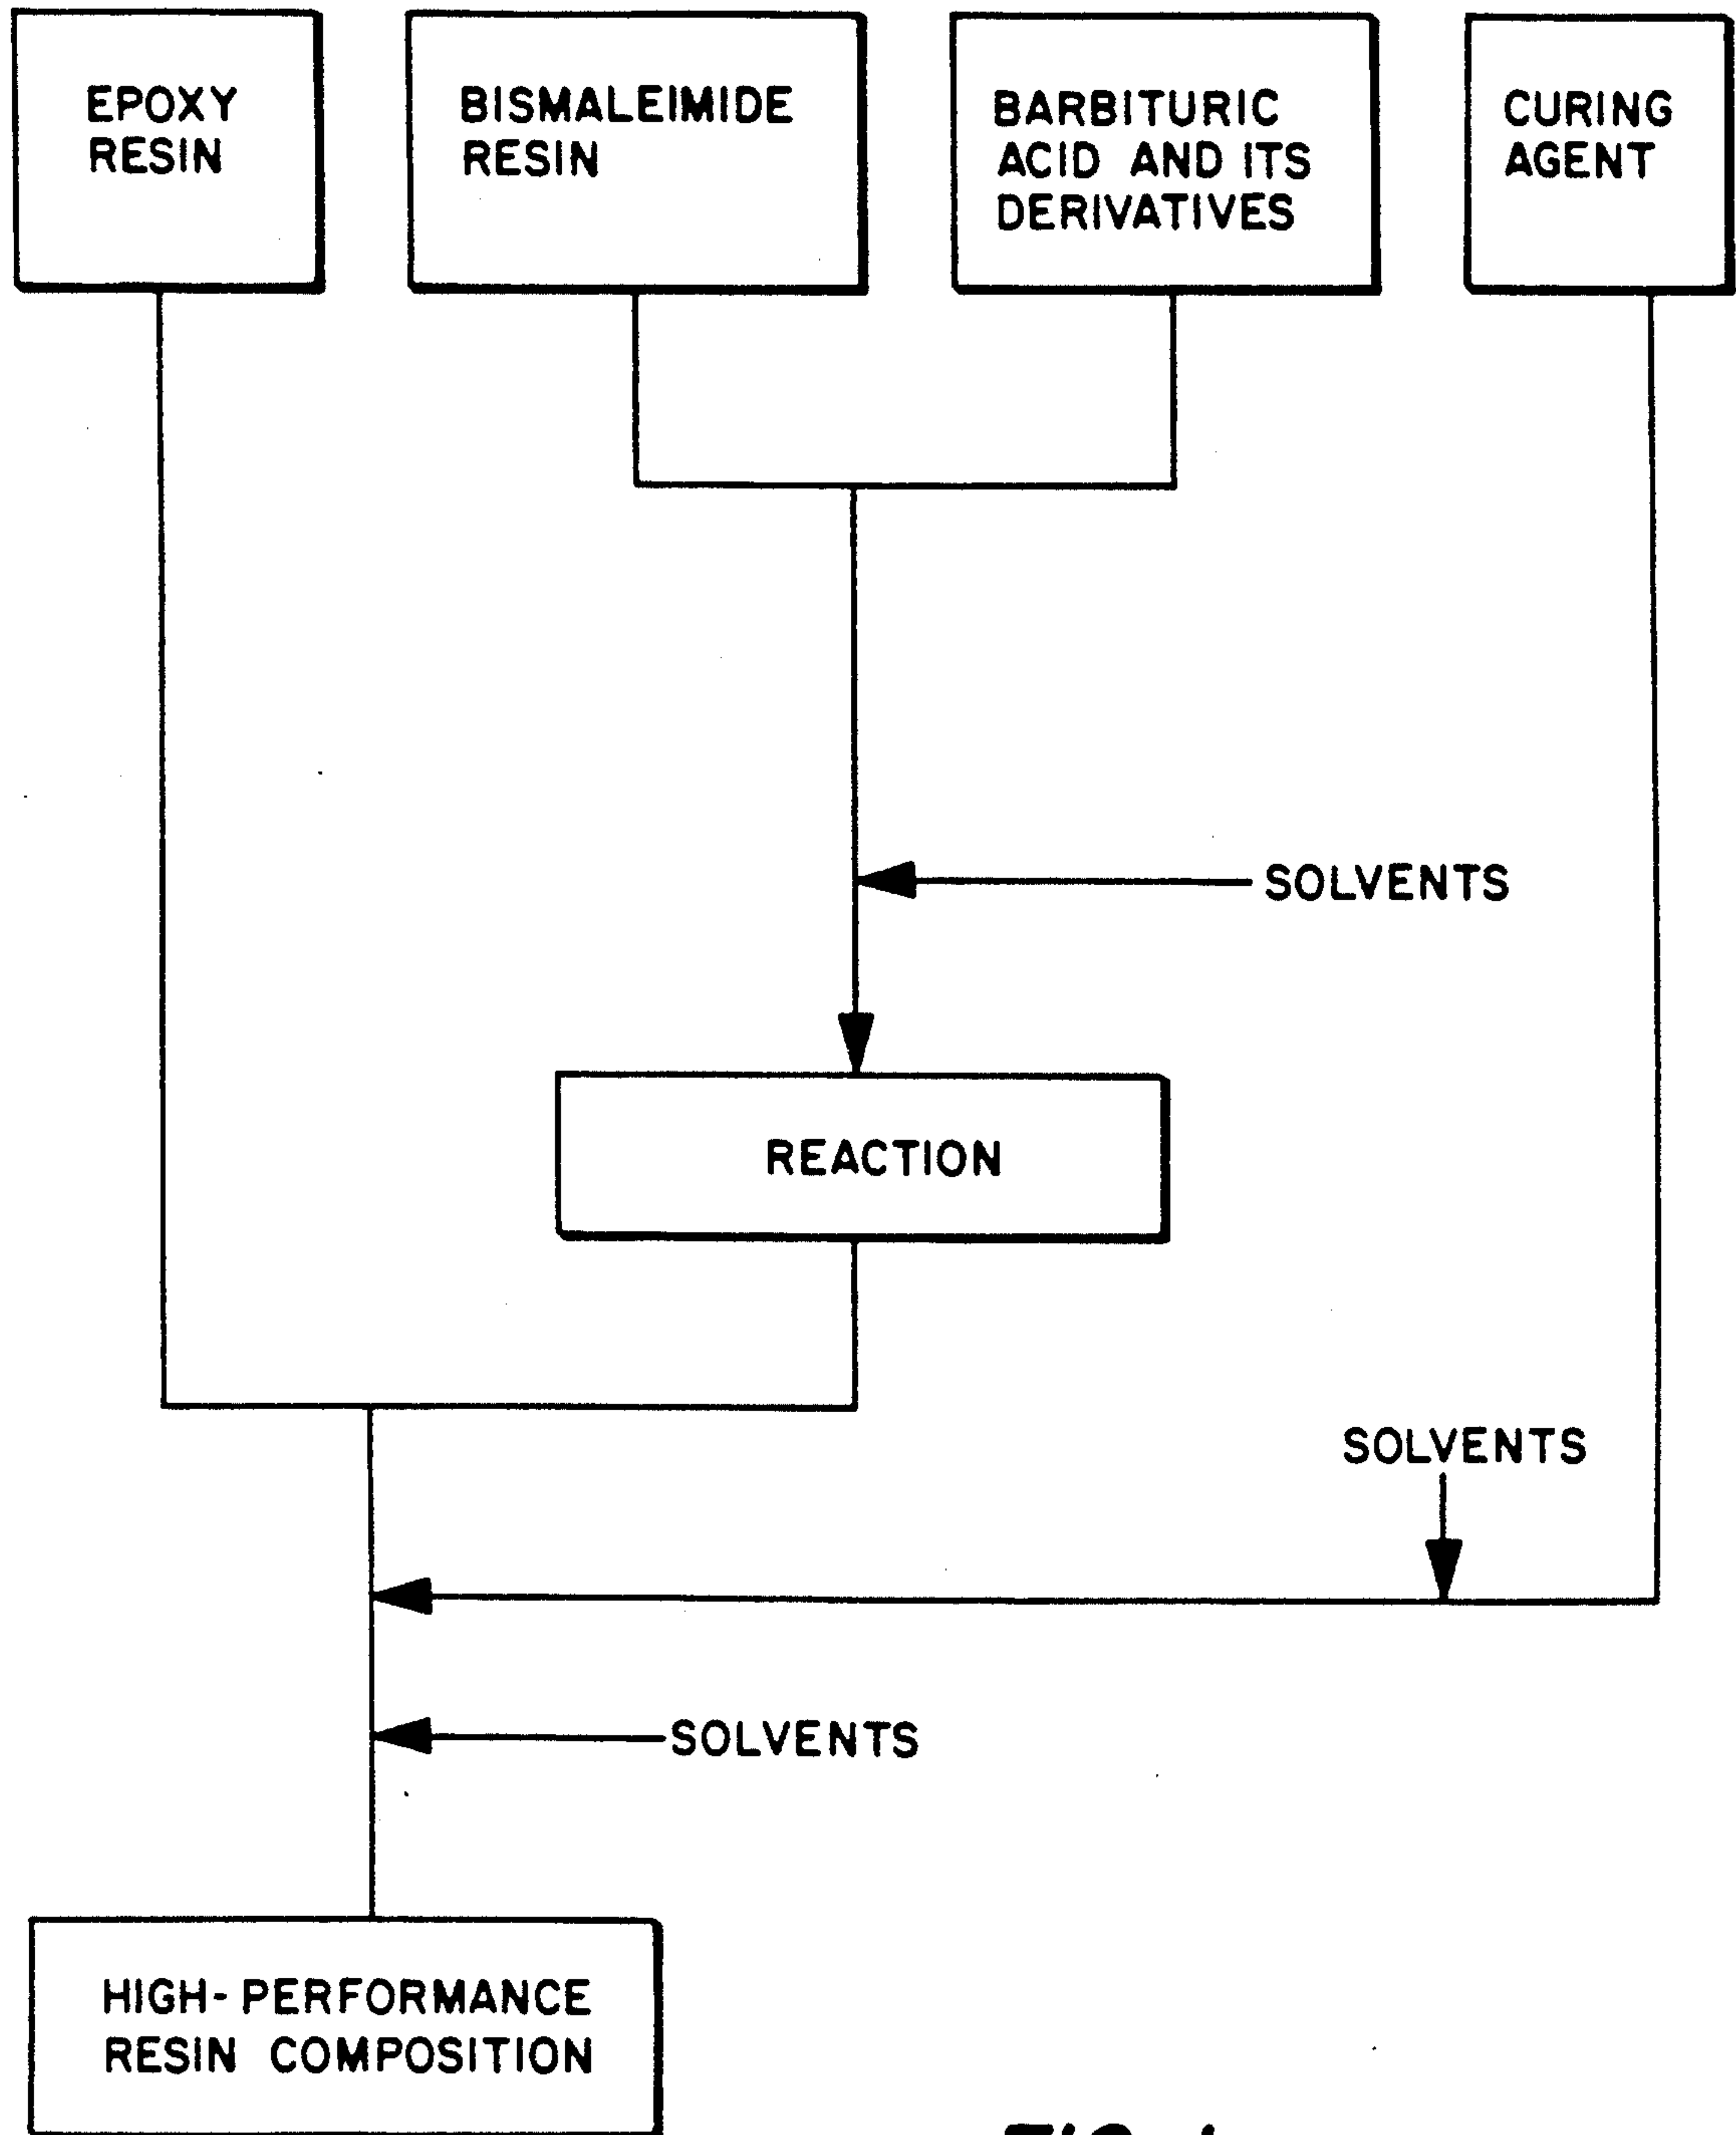 EPOXY
RESIN
BISMALEIMIDE
RESIN
BARBITURIC
ACID AND ITS
DERIVATIVES
CURING
AGENT
SOLVENTS
REACTION
SOLVENTS
SOLVENTS
HIGH-PERFORMANCE
RESIN COMPOSITION